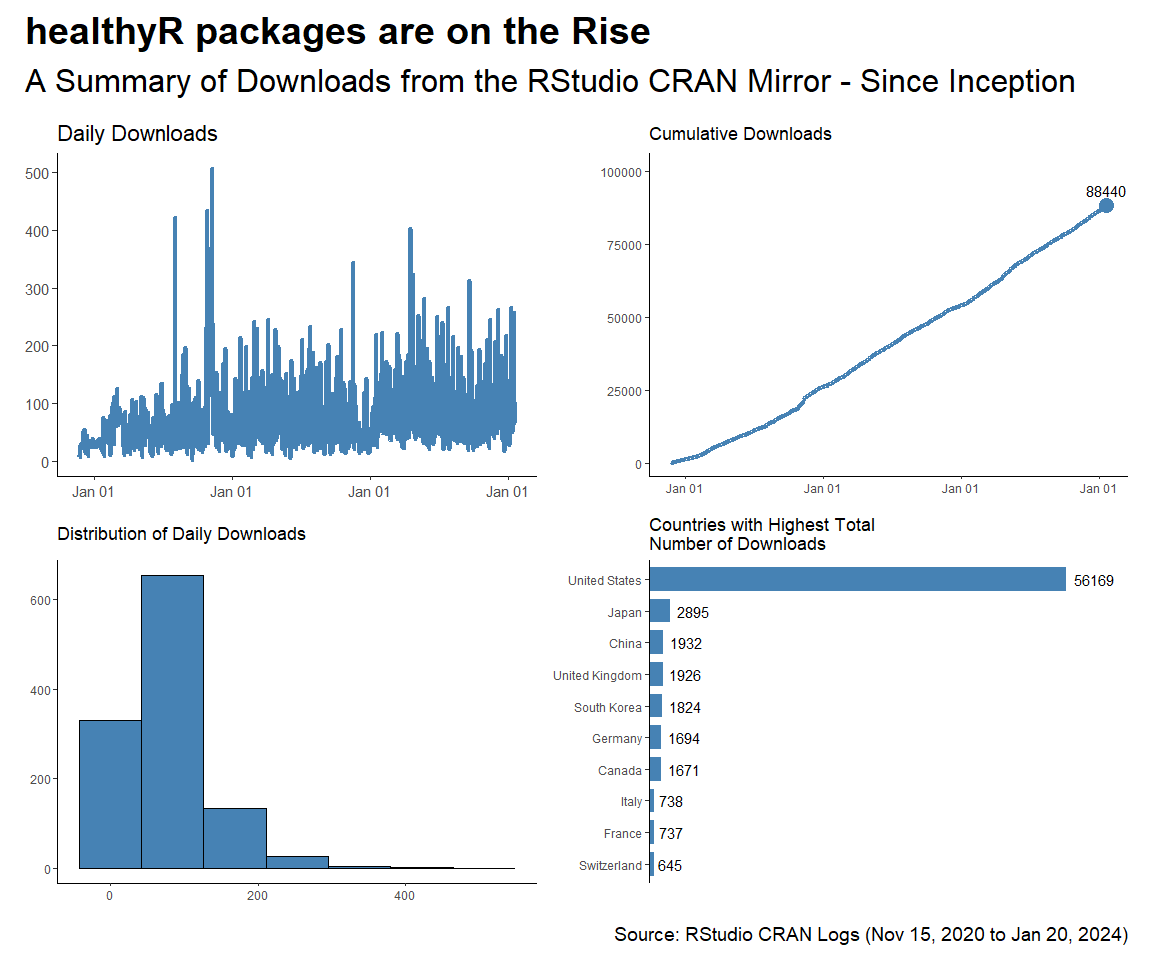 healthyR packages are on the Rise
A Summary of Downloads from the RStudio CRAN Mirror - Since Inception
Daily Downloads
500
400
300
200
100
0
Jan 01 Jan 01 Jan 01 Jan 01
Cumulative Downloads
100000
75000
50000
25000
0
88440
Jan 01 Jan 01 Jan 01 Jan 01
Distribution of Daily Downloads
600
400
200
0
0 200 400
Countries with Highest Total
Number of Downloads
United States 56169
Japan 2895
China 1932
United Kingdom 1926
South Korea 1824
Germany 1694
Canada 1671
Italy 738
France 737
Switzerland 645
Source: RStudio CRAN Logs (Nov 15, 2020 to Jan 20, 2024)